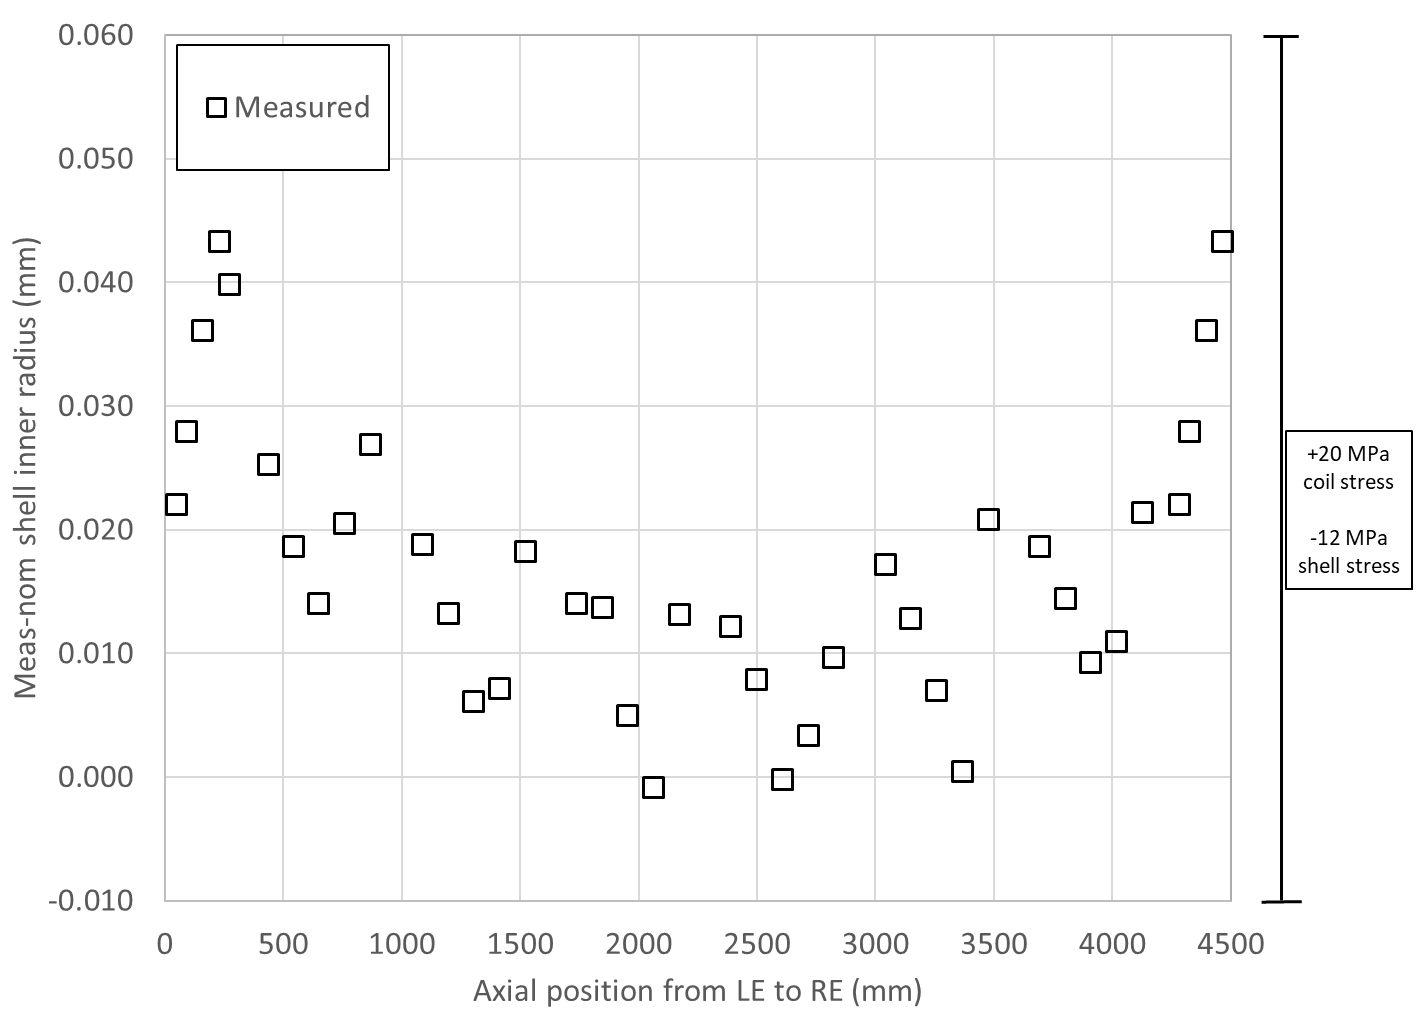 0.060
0.050
0.040
0.030
0.020
0.010
0.000
-0.010
Meas-nom shell inner radius (mm)
Measured
0 500 1000 1500 2000 2500 3000 3500 4000 4500
Axial position from LE to RE (mm)
+20 MPa
coil stress
-12 MPa
shell stress